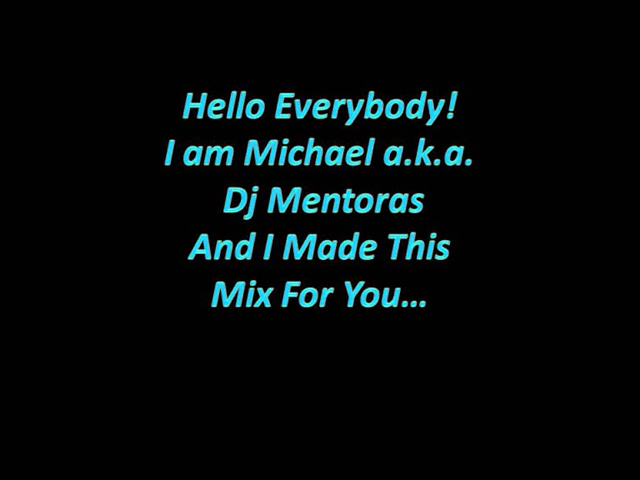 Hello Everybody!
I am Michael a.k.a.
Dj Mentoras
And I Made This
Mix For You...